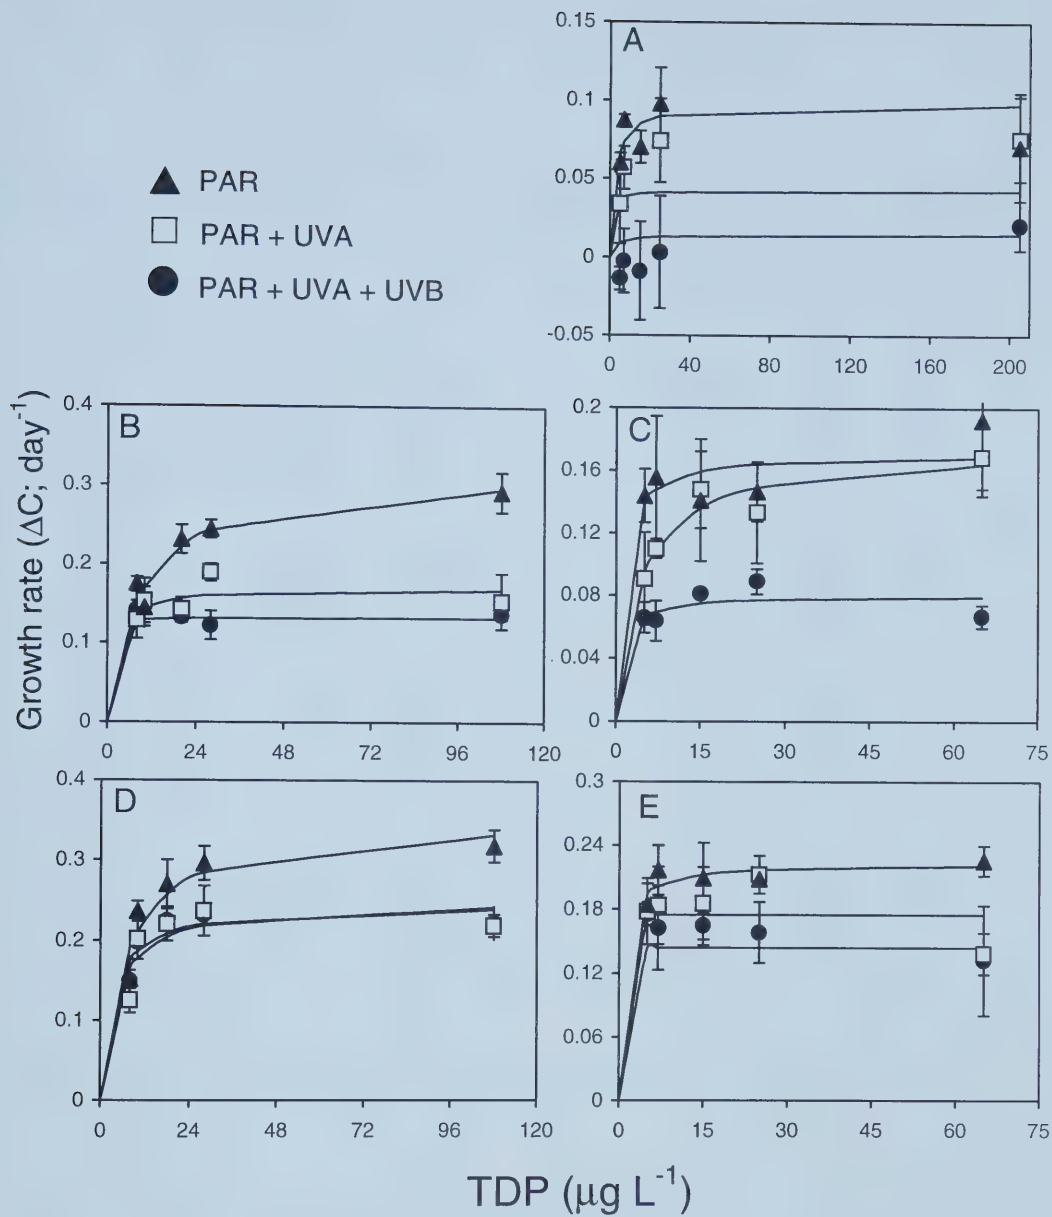 A
0.15
0.1
0.05
0
-0.05
0 40 80 120 160 200
PAR
PAR + UVA
PAR + UVA + UVB
Growth rate (ΔC; day⁻¹)
B
0.4
0.3
0.2
0.1
0
0 24 48 72 96 120
C
0.2
0.16
0.12
0.08
0.04
0
0 15 30 45 60 75
D
0.4
0.3
0.2
0.1
0
0 24 48 72 96 120
E
0.3
0.24
0.18
0.12
0.06
0
0 15 30 45 60 75
TDP (µg L⁻¹)